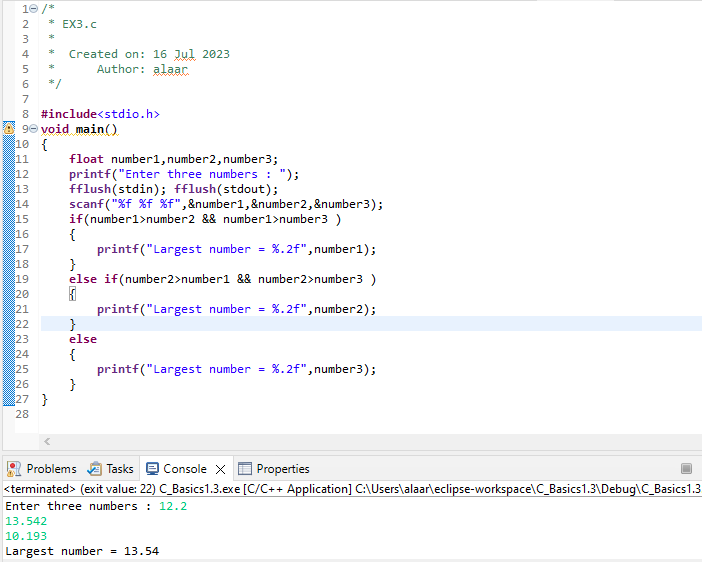 1 /*
2  * EX3.c
3  *
4  *  Created on: 16 Jul 2023
5  *      Author: alaar
6  */
7
8 #include<stdio.h>
9 void main()
10 {
11     float number1,number2,number3;
12     printf("Enter three numbers : ");
13     fflush(stdin); fflush(stdout);
14     scanf("%f %f %f",&number1,&number2,&number3);
15     if(number1>number2 && number1>number3 )
16     {
17         printf("Largest number = %.2f",number1);
18     }
19     else if(number2>number1 && number2>number3 )
20     {
21         printf("Largest number = %.2f",number2);
22     }
23     else
24     {
25         printf("Largest number = %.2f",number3);
26     }
27 }
28
Problems Tasks Console Properties
<terminated> (exit value: 22) C_Basics1.3.exe [C/C++ Application] C:\Users\alaar\eclipse-workspace\C_Basics1.3\Debug\C_Basics1.3
Enter three numbers : 12.2
13.542
10.193
Largest number = 13.54